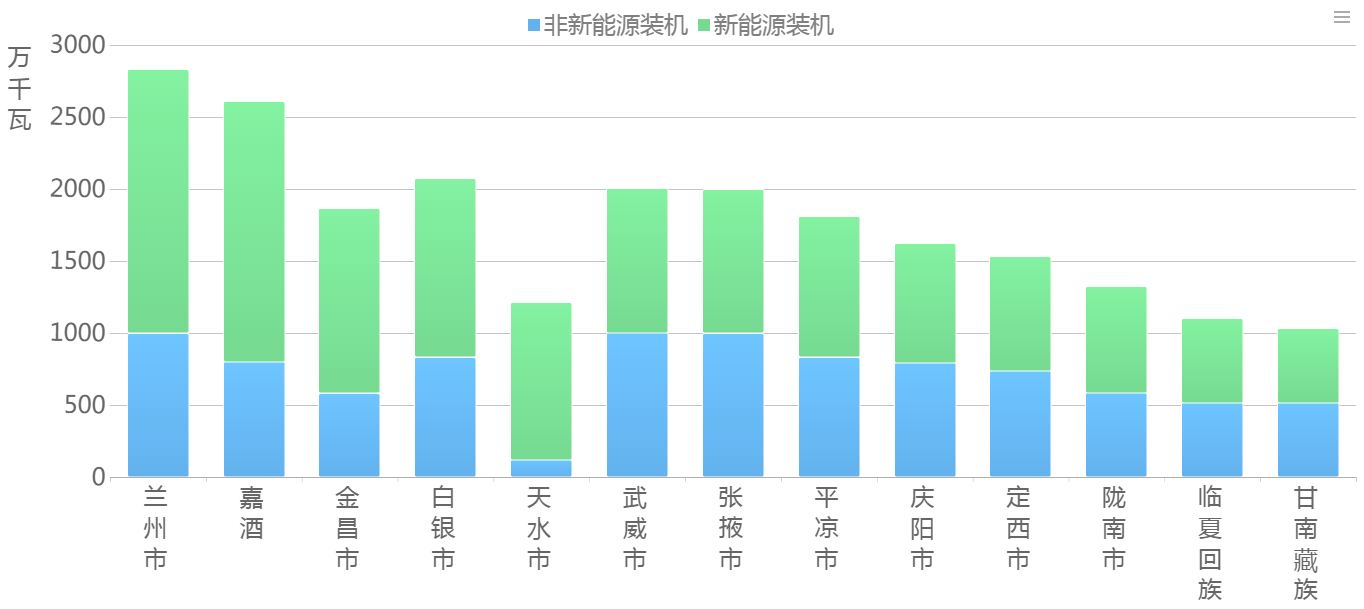 非新能源装机 新能源装机
万千瓦
3000
2500
2000
1500
1000
500
0
兰州市
嘉酒
金昌市
白银市
天水市
武威市
张掖市
平凉市
庆阳市
定西市
陇南市
临夏回族
甘南藏族